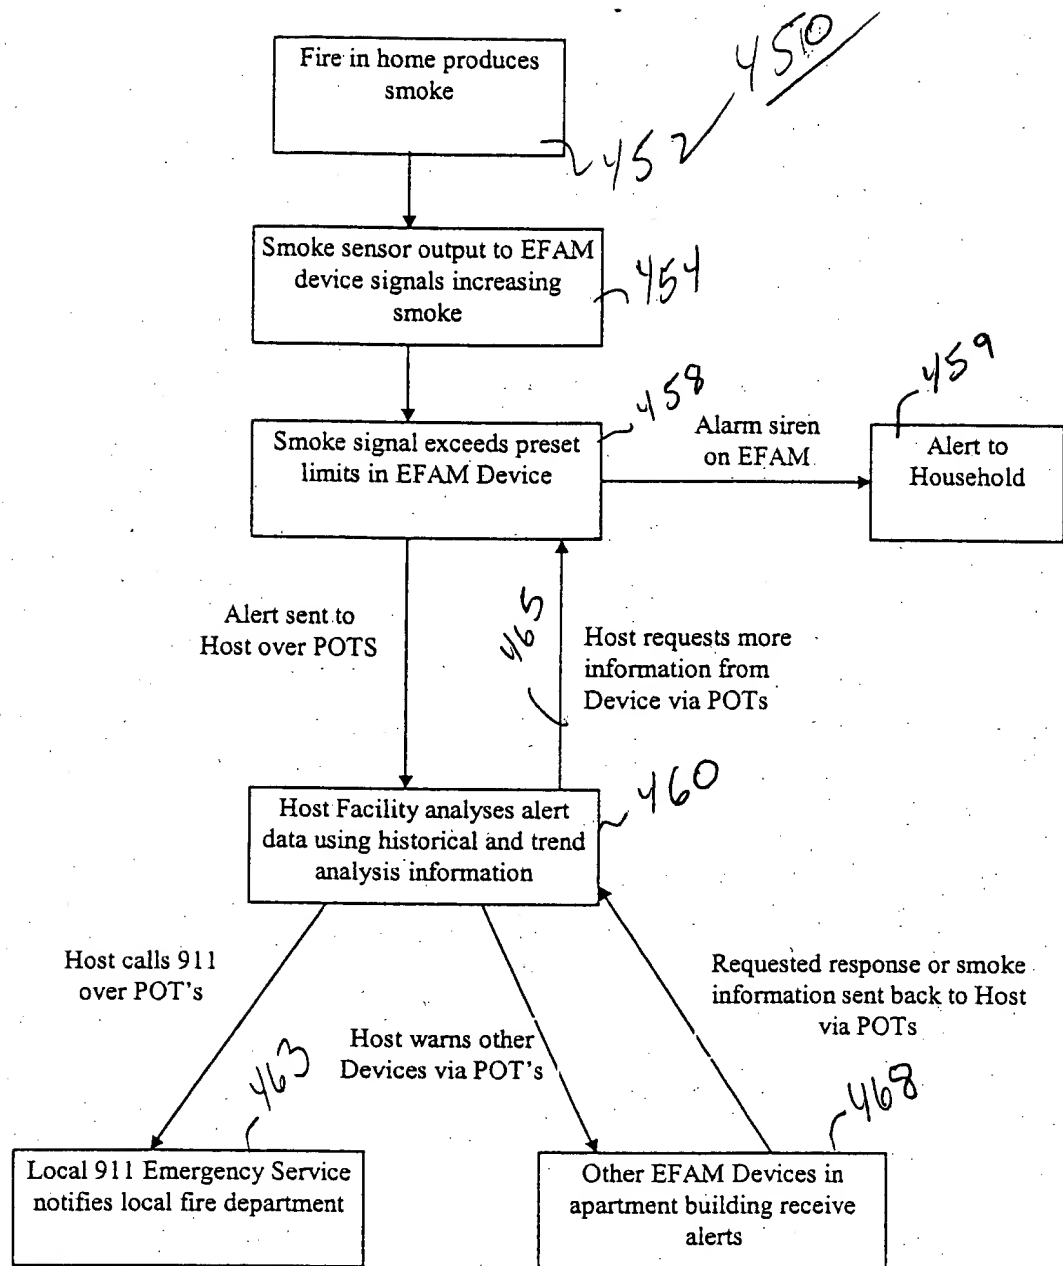 Fire in home produces
smoke
450
452
Smoke sensor output to EFAM
device signals increasing
smoke
454
Smoke signal exceeds preset
limits in EFAM Device
458
Alarm siren
on EFAM
459
Alert to
Household
Alert sent to
Host over POTS
465
Host requests more
information from
Device via POTs
Host Facility analyses alert
data using historical and trend
analysis information
460
Host calls 911
over POT's
Host warns other
Devices via POT's
Requested response or smoke
information sent back to Host
via POTs
463
468
Local 911 Emergency Service
notifies local fire department
Other EFAM Devices in
apartment building receive
alerts